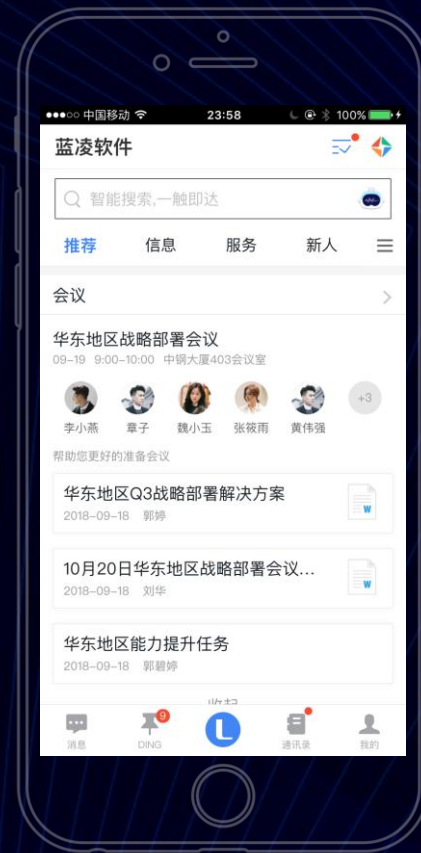 中国移动 23:58 100%
蓝凌软件
智能搜索,一触即达
推荐 信息 服务 新人
会议
华东地区战略部署会议
09-19 9:00-10:00 中钢大厦403会议室
+3
李小燕 章子 魏小玉 张筱雨 黄伟强
帮助您更好的准备会议
华东地区Q3战略部署解决方案
2018-09-18 郭婷
W
10月20日华东地区战略部署会议...
2018-09-18 刘华
W
华东地区能力提升任务
2018-09-18 郭碧婷
9
L
消息 DING 通讯录 我的